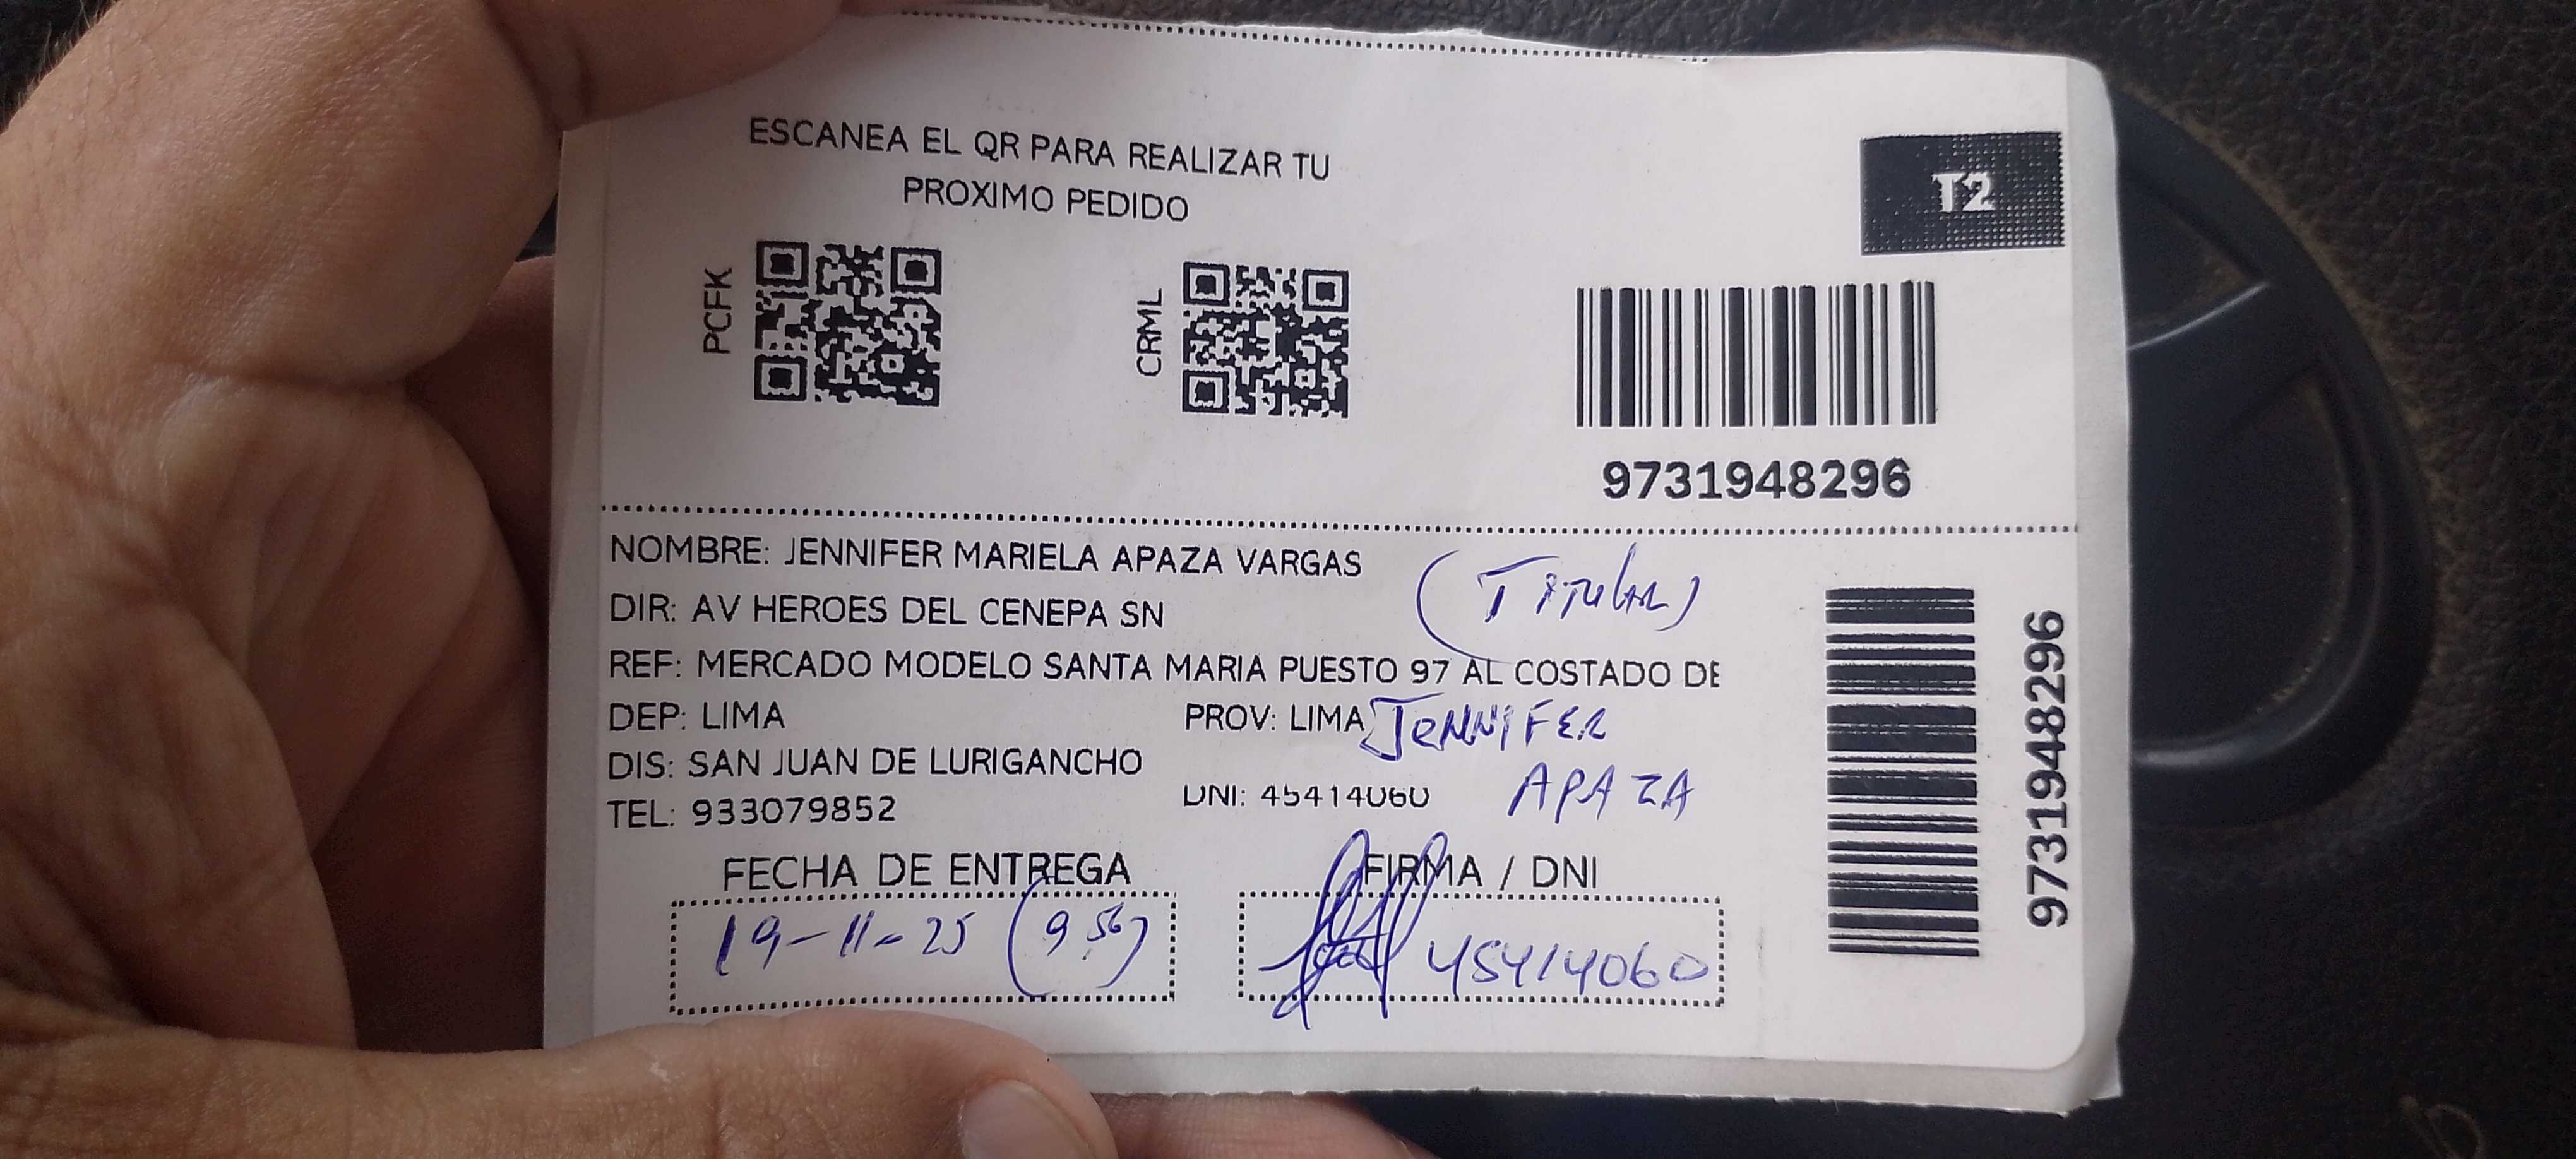 ESCANEA EL QR PARA REALIZAR TU
PROXIMO PEDIDO
T2
PCFK
CRML
9731948296
NOMBRE: JENNIFER MARIELA APAZA VARGAS
(Titular)
DIR: AV HEROES DEL CENEPA SN
REF: MERCADO MODELO SANTA MARIA PUESTO 97 AL COSTADO DE
DEP: LIMA
PROV: LIMA
JENNIFER
DIS: SAN JUAN DE LURIGANCHO
APAZA
TEL: 933079852
DNI: 45414060
9731948296
FECHA DE ENTREGA
FIRMA / DNI
19-11-25 (9:56)
45414060